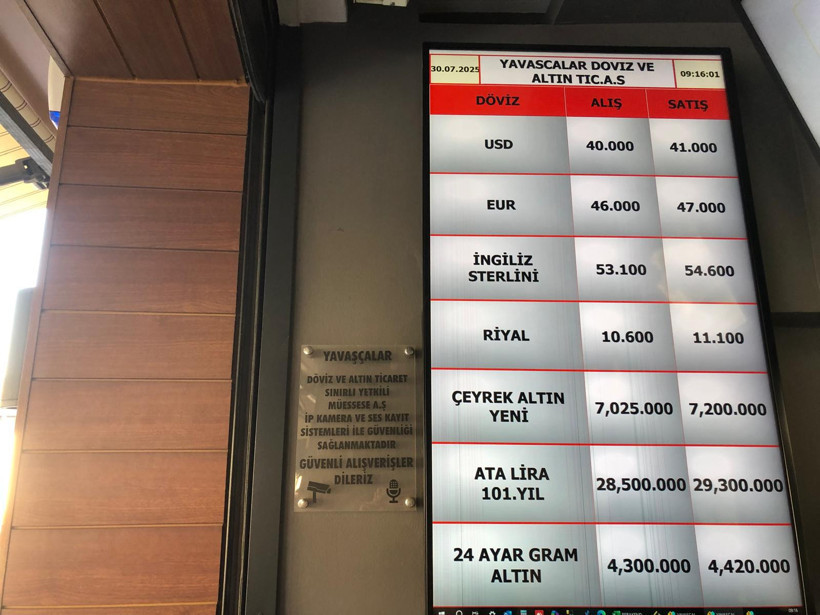 30.07.2025
YAVASCALAR DOVIZ VE
ALTIN TIC.A.S
09:16:01
DÖVİZ ALIŞ SATIŞ
USD 40.000 41.000
EUR 46.000 47.000
İNGİLİZ
STERLİNİ
53.100 54.600
RİYAL 10.600 11.100
ÇEYREK ALTIN
YENİ
7,025.000 7,200.000
ATA LİRA
101.YIL
28,500.000 29,300.000
24 AYAR GRAM
ALTIN
4,300.000 4,420.000
YAVAŞÇALAR
DÖVİZ VE ALTIN TİCARET
SINIRLI YETKİLİ
MÜESSESE A.Ş
İP KAMERA VE SES KAYIT
SİSTEMLERİ İLE GÜVENLİĞİ
SAĞLANMAKTADIR
GÜVENLİ ALIŞVERİŞLER
DİLERİZ